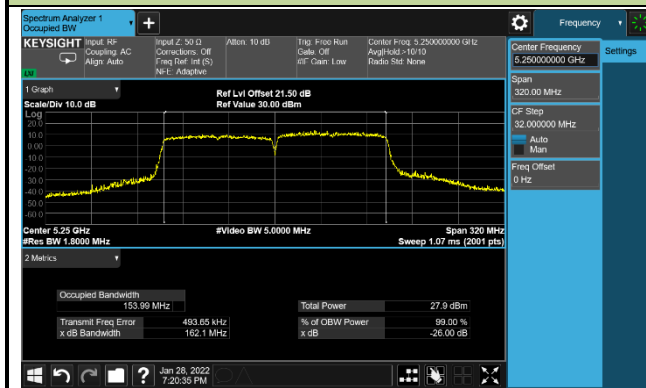 Spectrum Analyzer 1
Occupied BW
Frequency
KEYSIGHT
Input: RF
Coupling: AC
Align: Auto
Input Z: 50 Ω
Corrections: Off
Freq Ref: Int (S)
NFE: Adaptive
Atten: 10 dB
Trig: Free Run
Gate: Off
#IF Gain: Low
Center Freq: 5.250000000 GHz
Avg|Hold:>10/10
Radio Std: None
LXI
Center Frequency
5.250000000 GHz
Settings
Span
320.00 MHz
CF Step
32.000000 MHz
Auto
Man
Freq Offset
0 Hz
1 Graph
Scale/Div 10.0 dB
Ref Lvl Offset 21.50 dB
Ref Value 30.00 dBm
Log
20.0
10.0
0.00
-10.0
-20.0
-30.0
-40.0
-50.0
-60.0
Center 5.25 GHz
#Res BW 1.8000 MHz
#Video BW 5.0000 MHz
Span 320 MHz
Sweep 1.07 ms (2001 pts)
2 Metrics
Occupied Bandwidth
153.99 MHz
Total Power 27.9 dBm
Transmit Freq Error 493.65 kHz
% of OBW Power 99.00 %
x dB Bandwidth 162.1 MHz
x dB -26.00 dB
?
Jan 28, 2022
7:20:35 PM